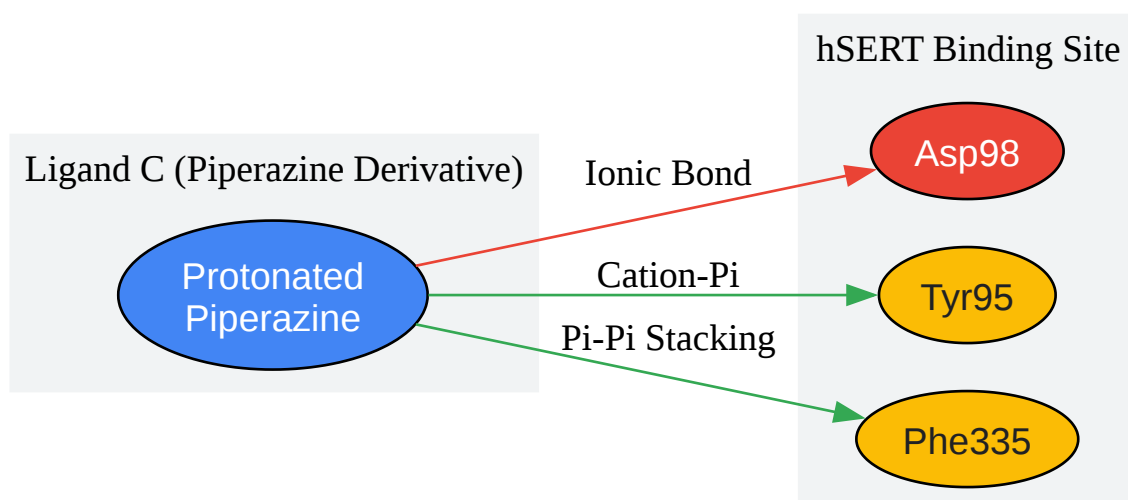 hSERT Binding Site
Asp98
Ligand C (Piperazine Derivative)
Ionic Bond
Protonated
Piperazine
Cation-Pi
Tyr95
Pi-Pi Stacking
Phe335